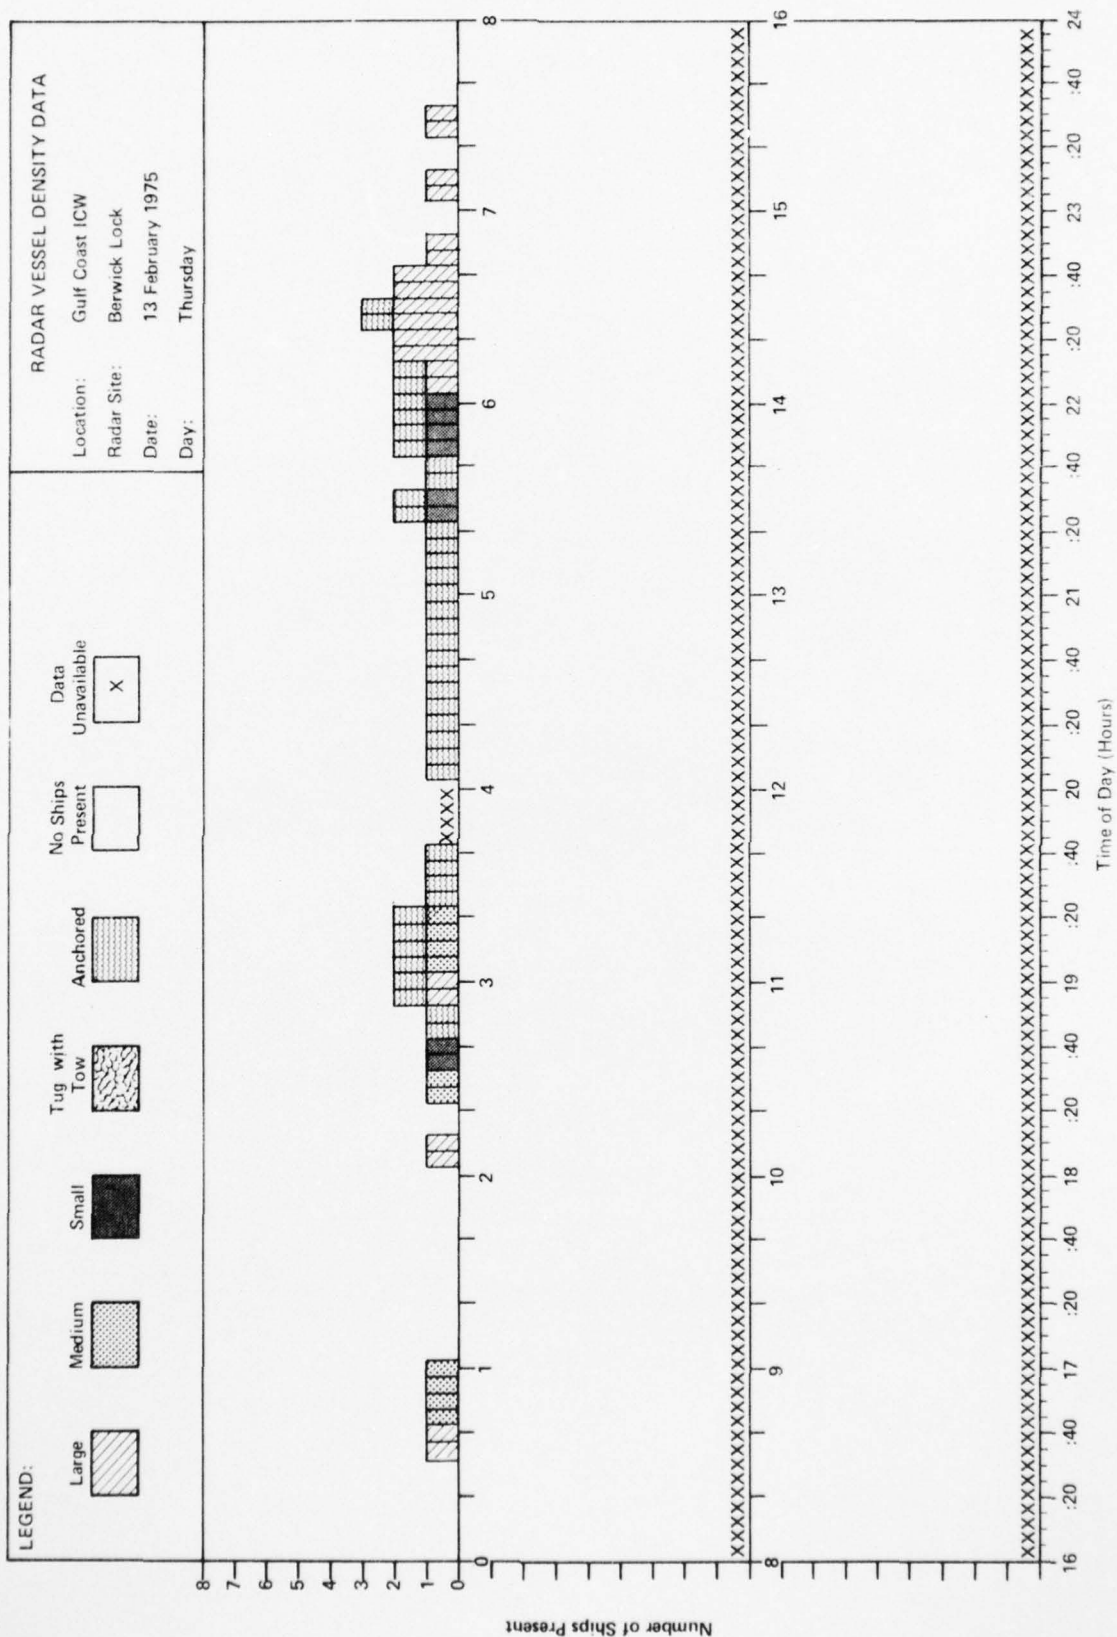 LEGEND:
Large
Medium
Small
Tug with
Tow
Anchored
No Ships
Present
Data
Unavailable
X
RADAR VESSEL DENSITY DATA
Location: Gulf Coast ICW
Radar Site: Berwick Lock
Date: 13 February 1975
Day: Thursday
Number of Ships Present
8
7
6
5
4
3
2
1
0
0 1 2 3 4 5 6 7 8
XXXX
8 9 10 11 12 13 14 15 16
16 :20 :40 17 :20 :40 18 :20 :40 19 :20 :40 20 :20 :40 21 :20 :40 22 :20 :40 23 :20 :40 24
Time of Day (Hours)